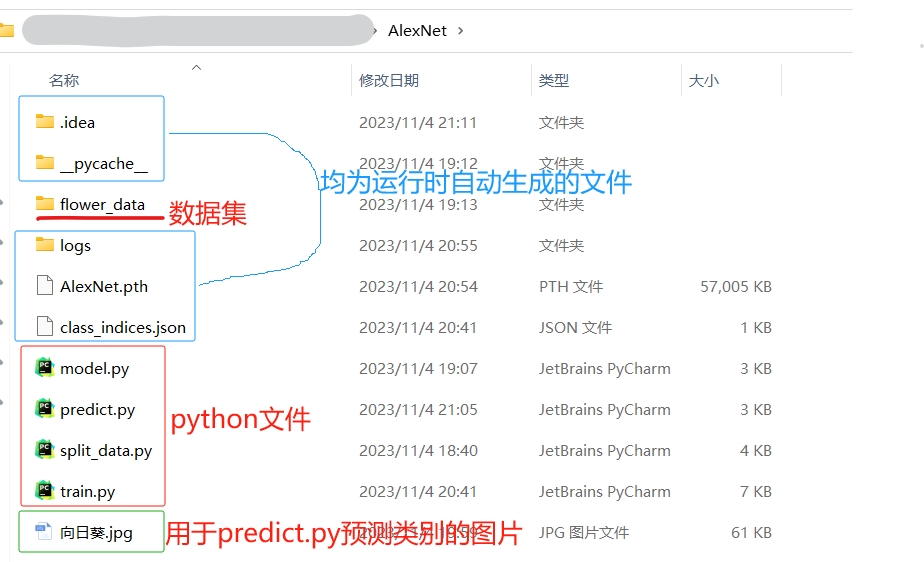 AlexNet
名称 修改日期 类型 大小
.idea 2023/11/4 21:11 文件夹
__pycache__ 2023/11/4 19:12 文件夹
均为运行时自动生成的文件
flower_data 2023/11/4 19:13 文件夹
数据集
logs 2023/11/4 20:55 文件夹
AlexNet.pth 2023/11/4 20:54 PTH 文件 57,005 KB
class_indices.json 2023/11/4 20:41 JSON 文件 1 KB
model.py 2023/11/4 19:07 JetBrains PyCharm 3 KB
predict.py 2023/11/4 21:05 JetBrains PyCharm 3 KB
python文件
split_data.py 2023/11/4 18:40 JetBrains PyCharm 4 KB
train.py 2023/11/4 20:41 JetBrains PyCharm 7 KB
向日葵.jpg JPG 图片文件 61 KB
用于predict.py预测类别的图片